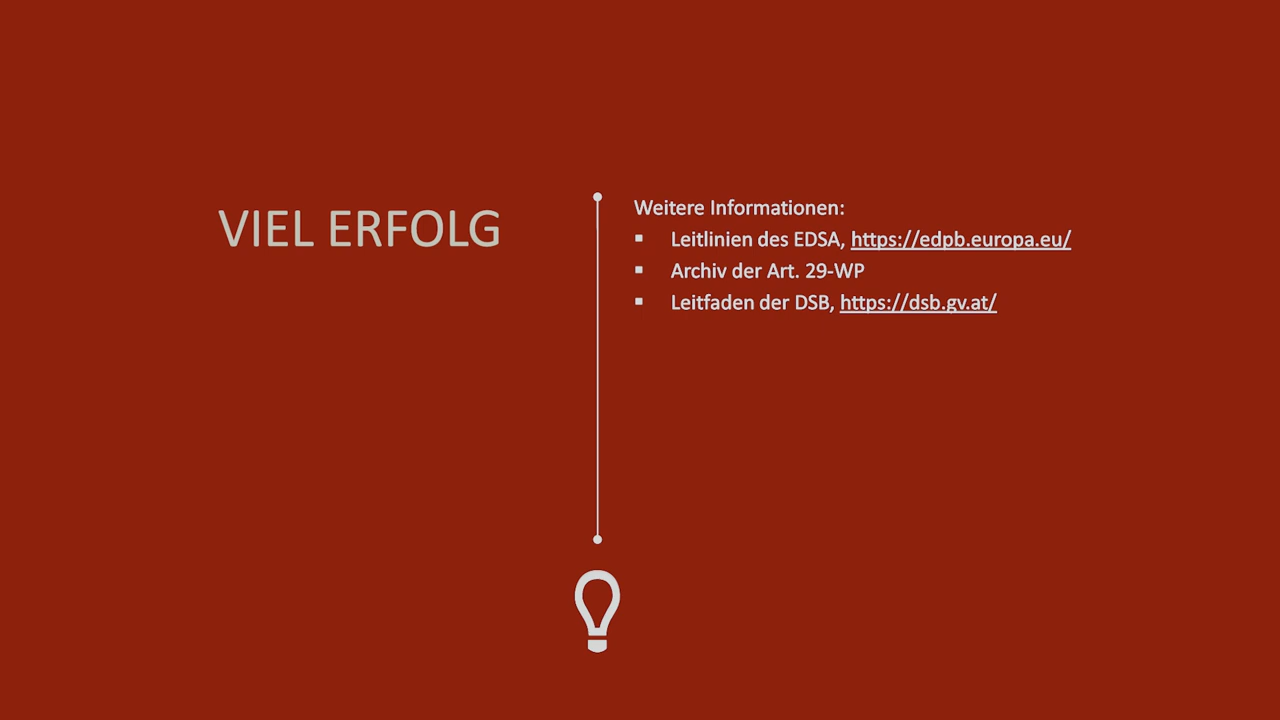 VIEL ERFOLG
Weitere Informationen:
▪ Leitlinien des EDSA, https://edpb.europa.eu/
▪ Archiv der Art. 29-WP
▪ Leitfaden der DSB, https://dsb.gv.at/